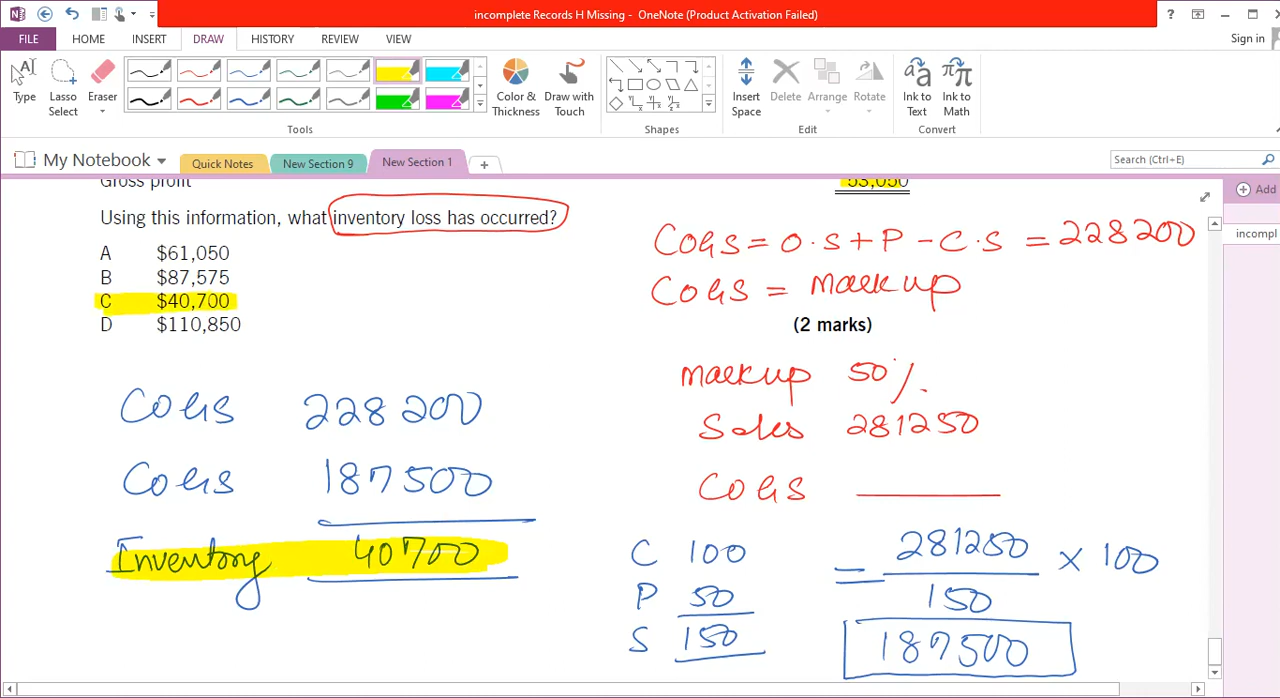 incomplete Records H Missing - OneNote (Product Activation Failed)
FILE HOME INSERT DRAW HISTORY REVIEW VIEW Sign in
Type Lasso Select Eraser Color & Thickness Draw with Touch Insert Space Delete Arrange Rotate Ink to Text Ink to Math
Tools Shapes Edit Convert
My Notebook Quick Notes New Section 9 New Section 1 Search (Ctrl+E)
Add
incompl
Gross profit 53,050
Using this information, what inventory loss has occurred?
A $61,050
B $87,575
C $40,700
D $110,850
COGS = O.S + P - C.S = 228200
COGS = markup
(2 marks)
markup 50%
Sales 281250
COGS
COGS 228200
COGS 187500
Inventory 40700
C 100
P 50
S 150
= 281250 × 100
150
187500